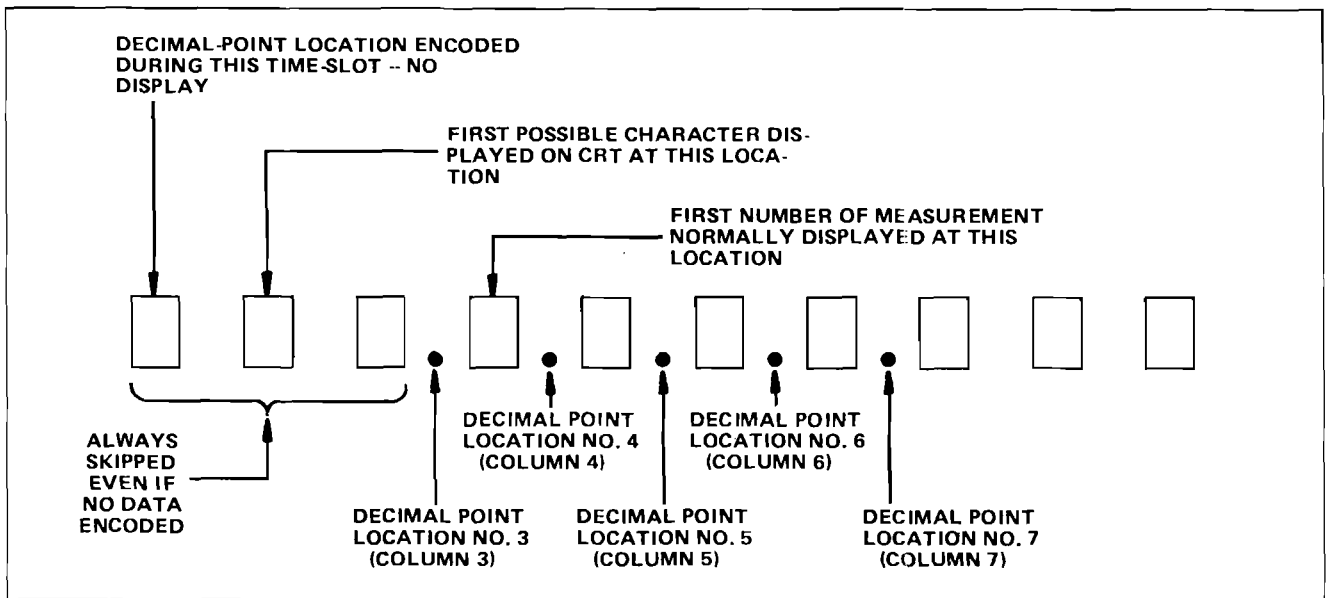 DECIMAL-POINT LOCATION ENCODED
DURING THIS TIME-SLOT -- NO
DISPLAY
FIRST POSSIBLE CHARACTER DIS-
PLAYED ON CRT AT THIS LOCA-
TION
FIRST NUMBER OF MEASUREMENT
NORMALLY DISPLAYED AT THIS
LOCATION
ALWAYS
SKIPPED
EVEN IF
NO DATA
ENCODED
DECIMAL POINT
LOCATION NO. 3
(COLUMN 3)
DECIMAL POINT
LOCATION NO. 4
(COLUMN 4)
DECIMAL POINT
LOCATION NO. 5
(COLUMN 5)
DECIMAL POINT
LOCATION NO. 6
(COLUMN 6)
DECIMAL POINT
LOCATION NO. 7
(COLUMN 7)